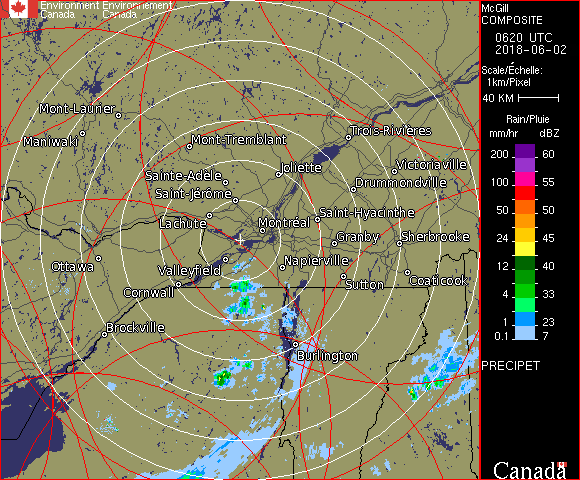 Environment Environnement
Canada Canada
McGill
COMPOSITE
0620 UTC
2018-06-02
Scale/Échelle:
1km/Pixel
40 KM
Rain/Pluie
mm/hr dBZ
200 60
100 55
50 50
24 45
12 40
4 33
1 23
0.1 7
PRECIPET
Mont-Laurier
Maniwaki
Mont-Tremblant
Trois-Rivières
Joliette
Victoriaville
Sainte-Adèle
Drummondville
Saint-Jérôme
Lachute
Saint-Hyacinthe
Montréal
Granby
Sherbrooke
Ottawa
Valleyfield
Napierville
Cornwall
Sutton
Coaticook
Brockville
Burlington
Canada